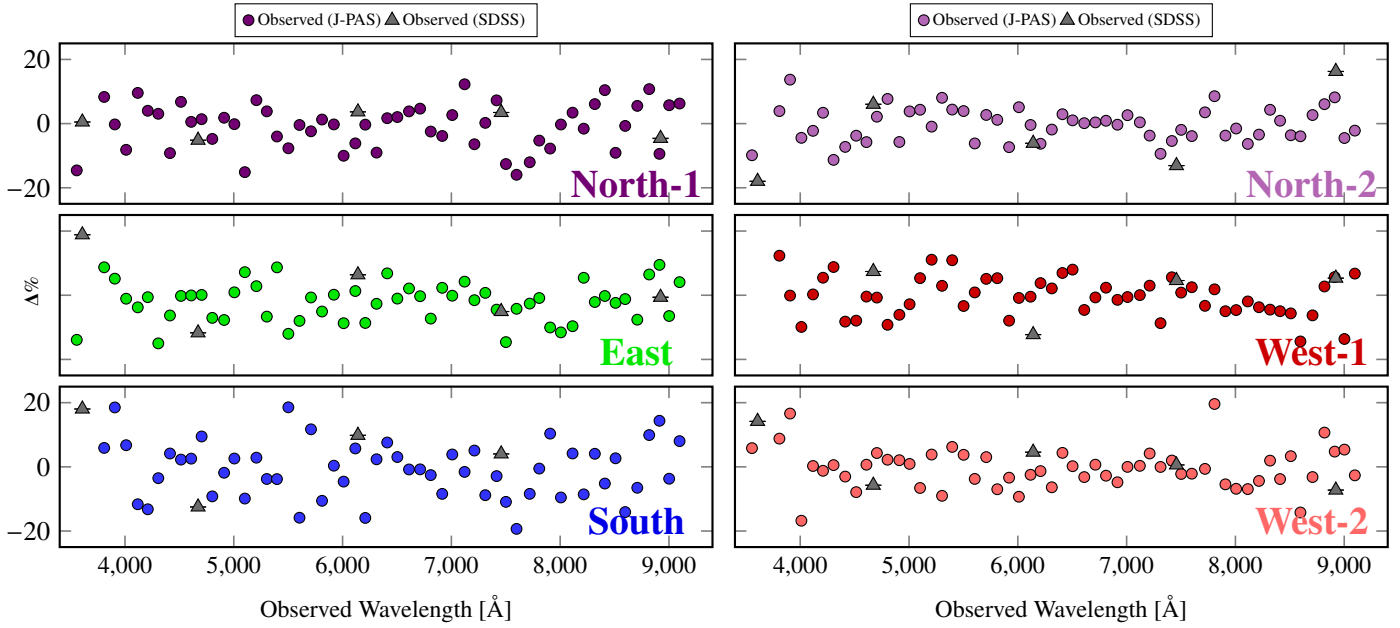 Observed (J-PAS) Observed (SDSS)
Observed (J-PAS) Observed (SDSS)
20
0
−20
North-1
North-2
Δ%
East
West-1
20
0
−20
South
West-2
4,000 5,000 6,000 7,000 8,000 9,000
4,000 5,000 6,000 7,000 8,000 9,000
Observed Wavelength [Å]
Observed Wavelength [Å]